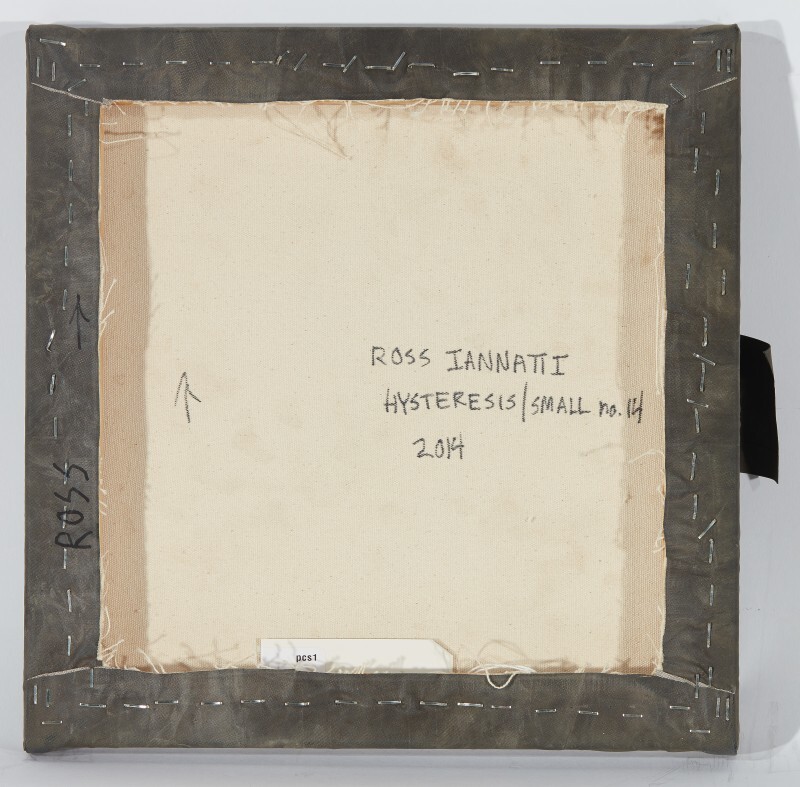 ROSS IANNATTI
HYSTERESIS/SMALL no. 14
2014
ROSS
pcs1